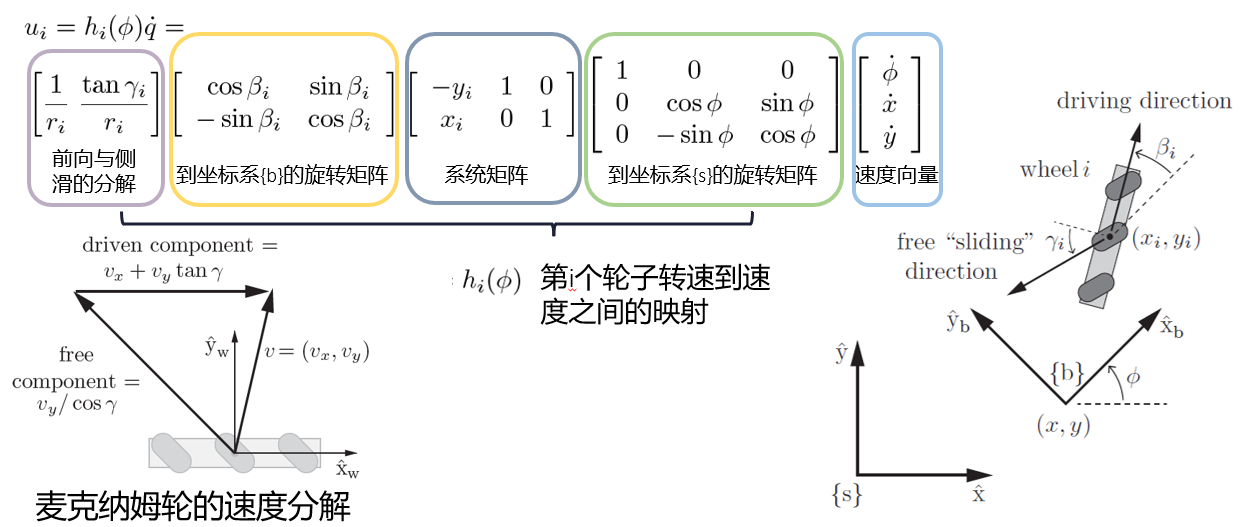 u_i = h_i(ϕ)q̇ =
[ 1/r_i  tan γ_i/r_i ] [ cos β_i  sin β_i ; − sin β_i  cos β_i ] [ −y_i  1  0 ; x_i  0  1 ] [ 1  0  0 ; 0  cos ϕ  sin ϕ ; 0  − sin ϕ  cos ϕ ] [ ϕ̇ ; ẋ ; ẏ ]
前向与侧
滑的分解
到坐标系{b}的旋转矩阵
系统矩阵
到坐标系{s}的旋转矩阵
速度向量
h_i(ϕ) 第i个轮子转速到速
度之间的映射
driven component =
v_x + v_y tan γ
free
component =
v_y/ cos γ
ŷ_w
v = (v_x, v_y)
x̂_w
麦克纳姆轮的速度分解
driving direction
β_i
wheel i
free “sliding”
direction
γ_i
(x_i, y_i)
ŷ_b
x̂_b
{b}
ϕ
(x, y)
ŷ
{s}
x̂